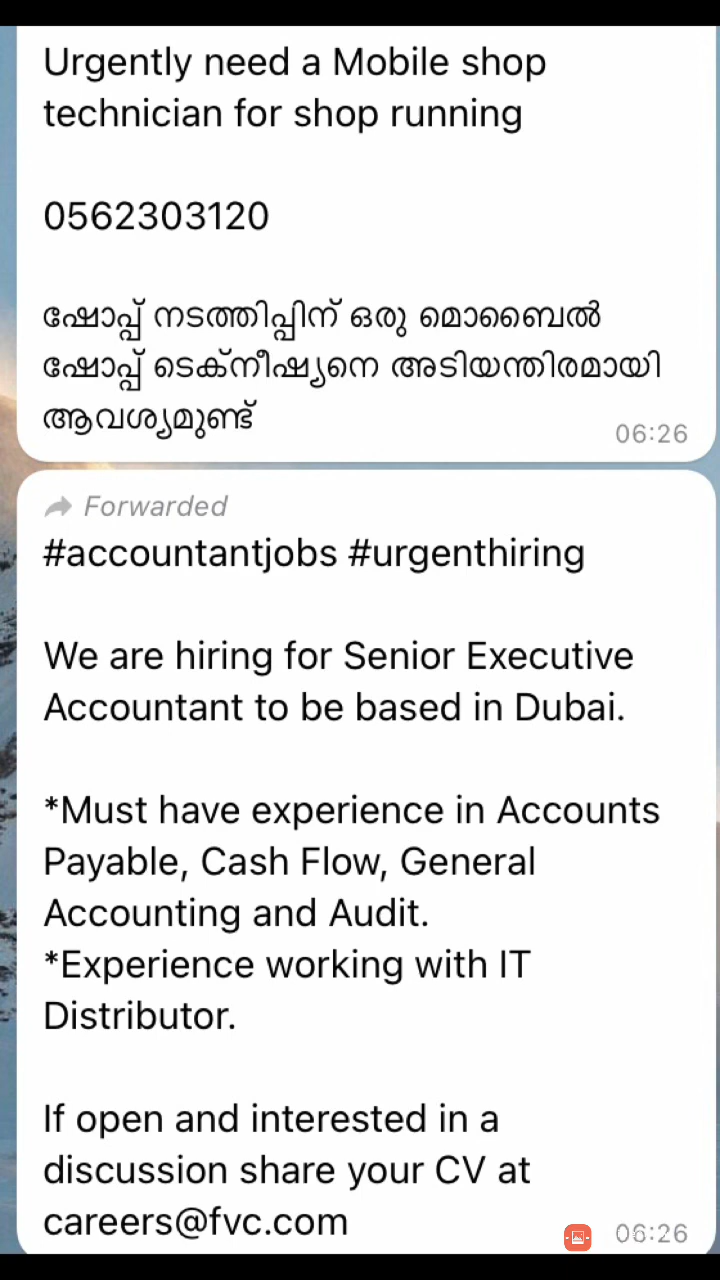 Urgently need a Mobile shop
technician for shop running
0562303120
ഷോപ്പ് നടത്തിപ്പിന് ഒരു മൊബൈൽ
ഷോപ്പ് ടെക്നീഷ്യനെ അടിയന്തിരമായി
ആവശ്യമുണ്ട്
06:26
Forwarded
#accountantjobs #urgenthiring
We are hiring for Senior Executive
Accountant to be based in Dubai.
*Must have experience in Accounts
Payable, Cash Flow, General
Accounting and Audit.
*Experience working with IT
Distributor.
If open and interested in a
discussion share your CV at
careers@fvc.com
06:26